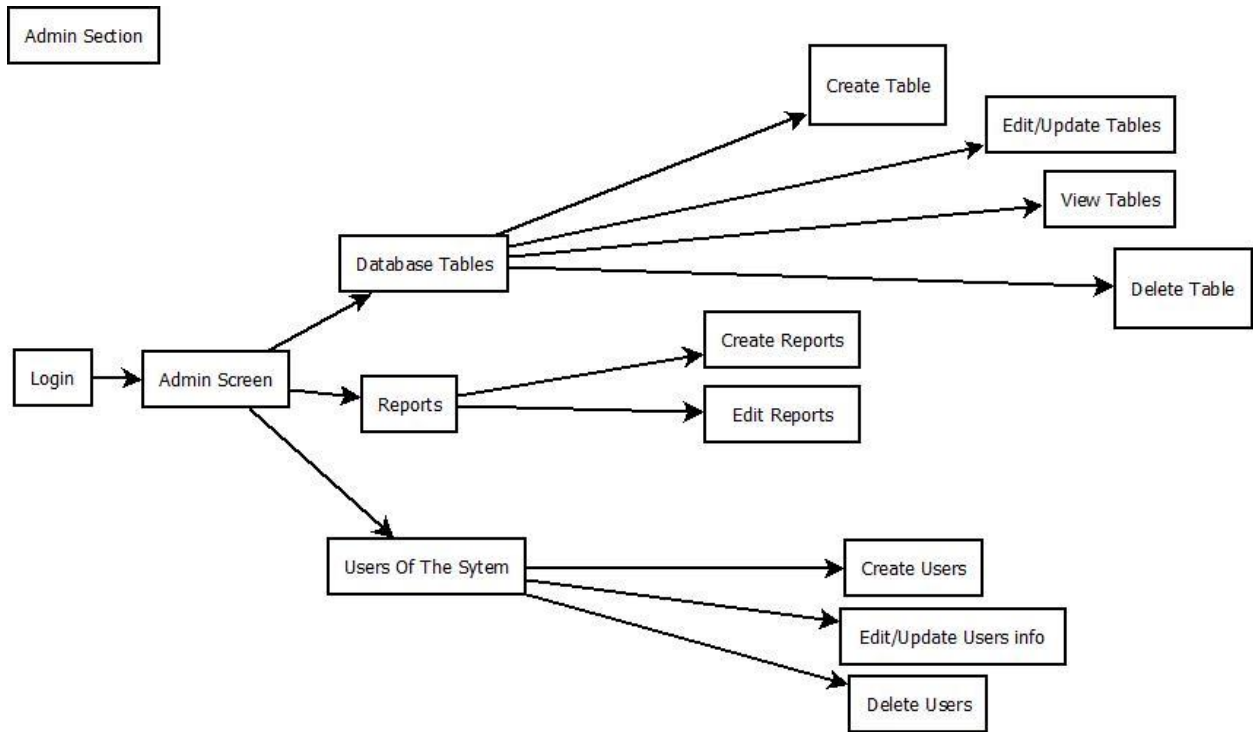 Admin Section
Create Table
Edit/Update Tables
View Tables
Database Tables
Delete Table
Create Reports
Login
Admin Screen
Reports
Edit Reports
Users Of The Sytem
Create Users
Edit/Update Users info
Delete Users